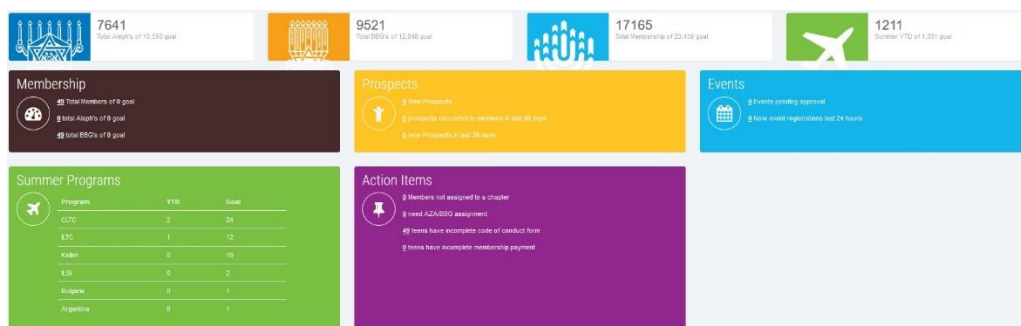 7641
Total Aleph's of 10,593 goal
9521
Total BBG's of 12,846 goal
17165
Total Membership of 23,439 goal
1211
Summer YTD of 1,331 goal
Membership
49 Total Members of 0 goal
0 total Aleph's of 0 goal
49 total BBG's of 0 goal
Prospects
0 Total Prospects
0 prospects converted to members in last 30 days
0 new Prospects in last 30 days
Events
0 Events pending approval
0 New event registrations last 24 hours
Summer Programs
Program YTD Goal
CLTC 2 24
ILTC 1 12
Kallah 0 10
ILSI 0 2
Bulgaria 0 1
Argentina 0 1
Action Items
0 Members not assigned to a chapter
0 need AZA/BBG assignment
49 teens have incomplete code of conduct form
0 teens have incomplete membership payment